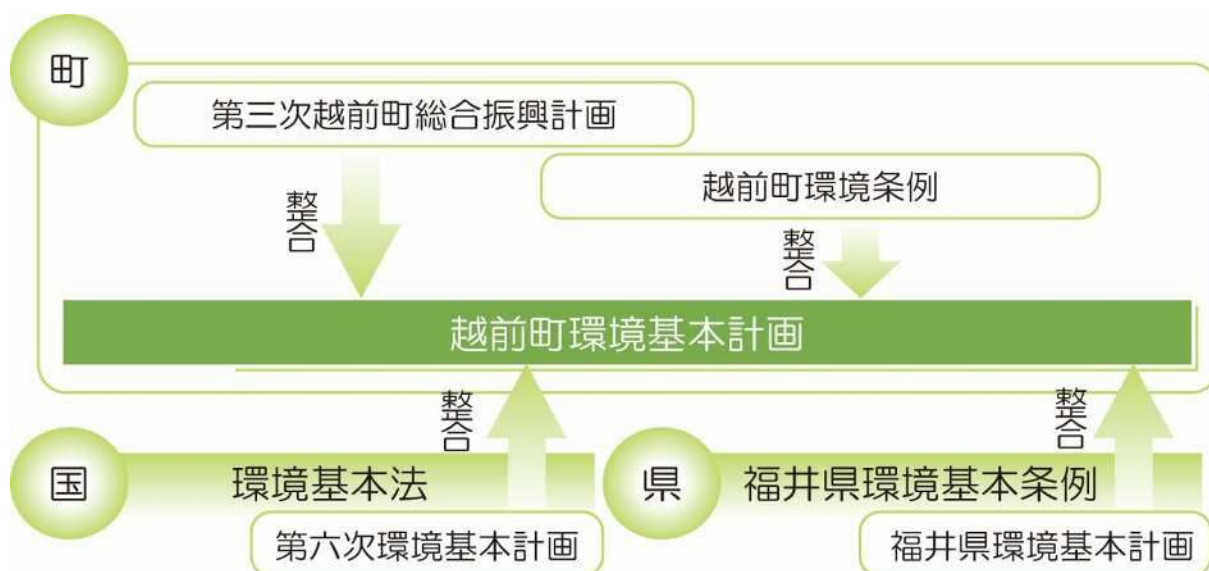 町
第三次越前町総合振興計画
越前町環境条例
整合
整合
越前町環境基本計画
整合
整合
国
環境基本法
県
福井県環境基本条例
第六次環境基本計画
福井県環境基本計画